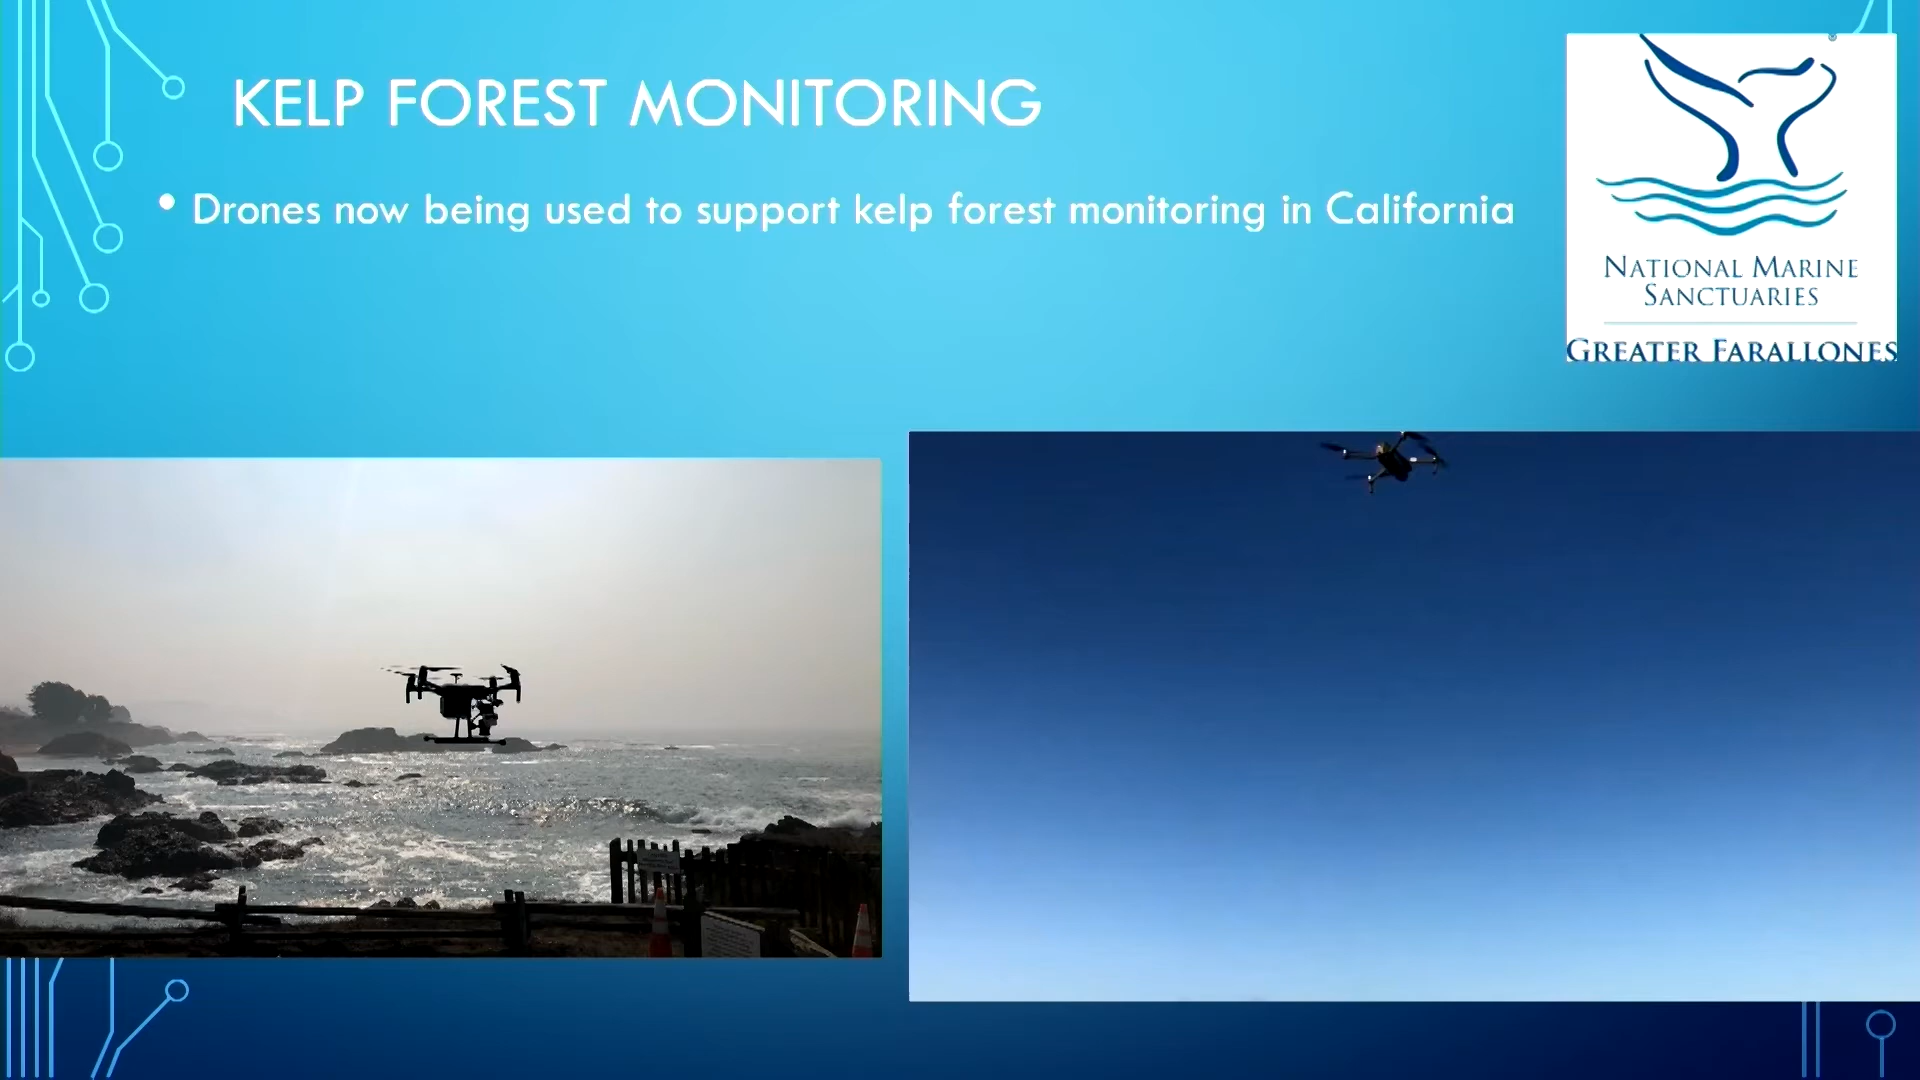 KELP FOREST MONITORING
• Drones now being used to support kelp forest monitoring in California
NATIONAL MARINE
SANCTUARIES
GREATER FARALLONES